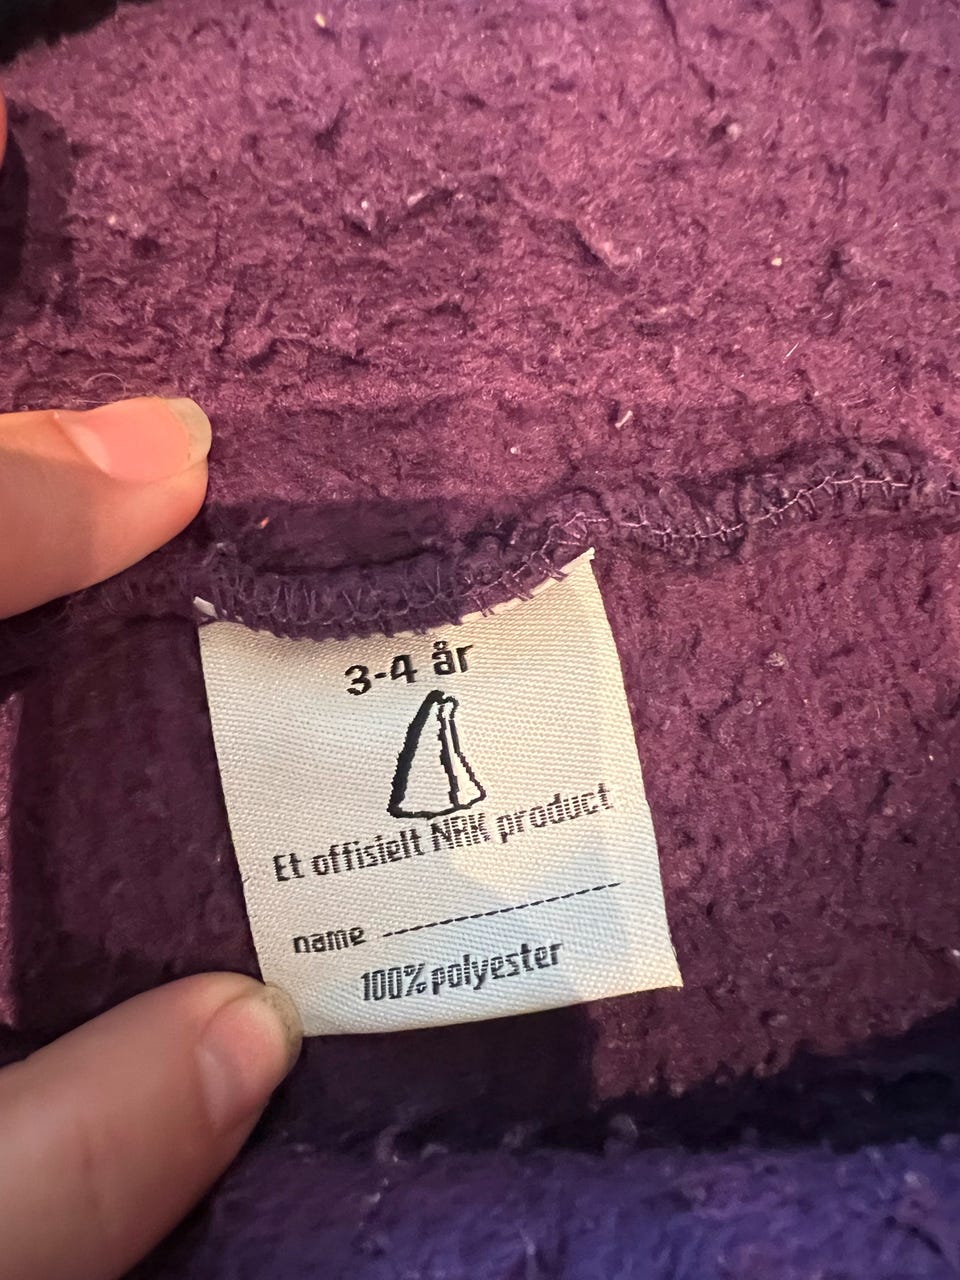 3-4 år
Et offisielt NRK product
name
100% polyester